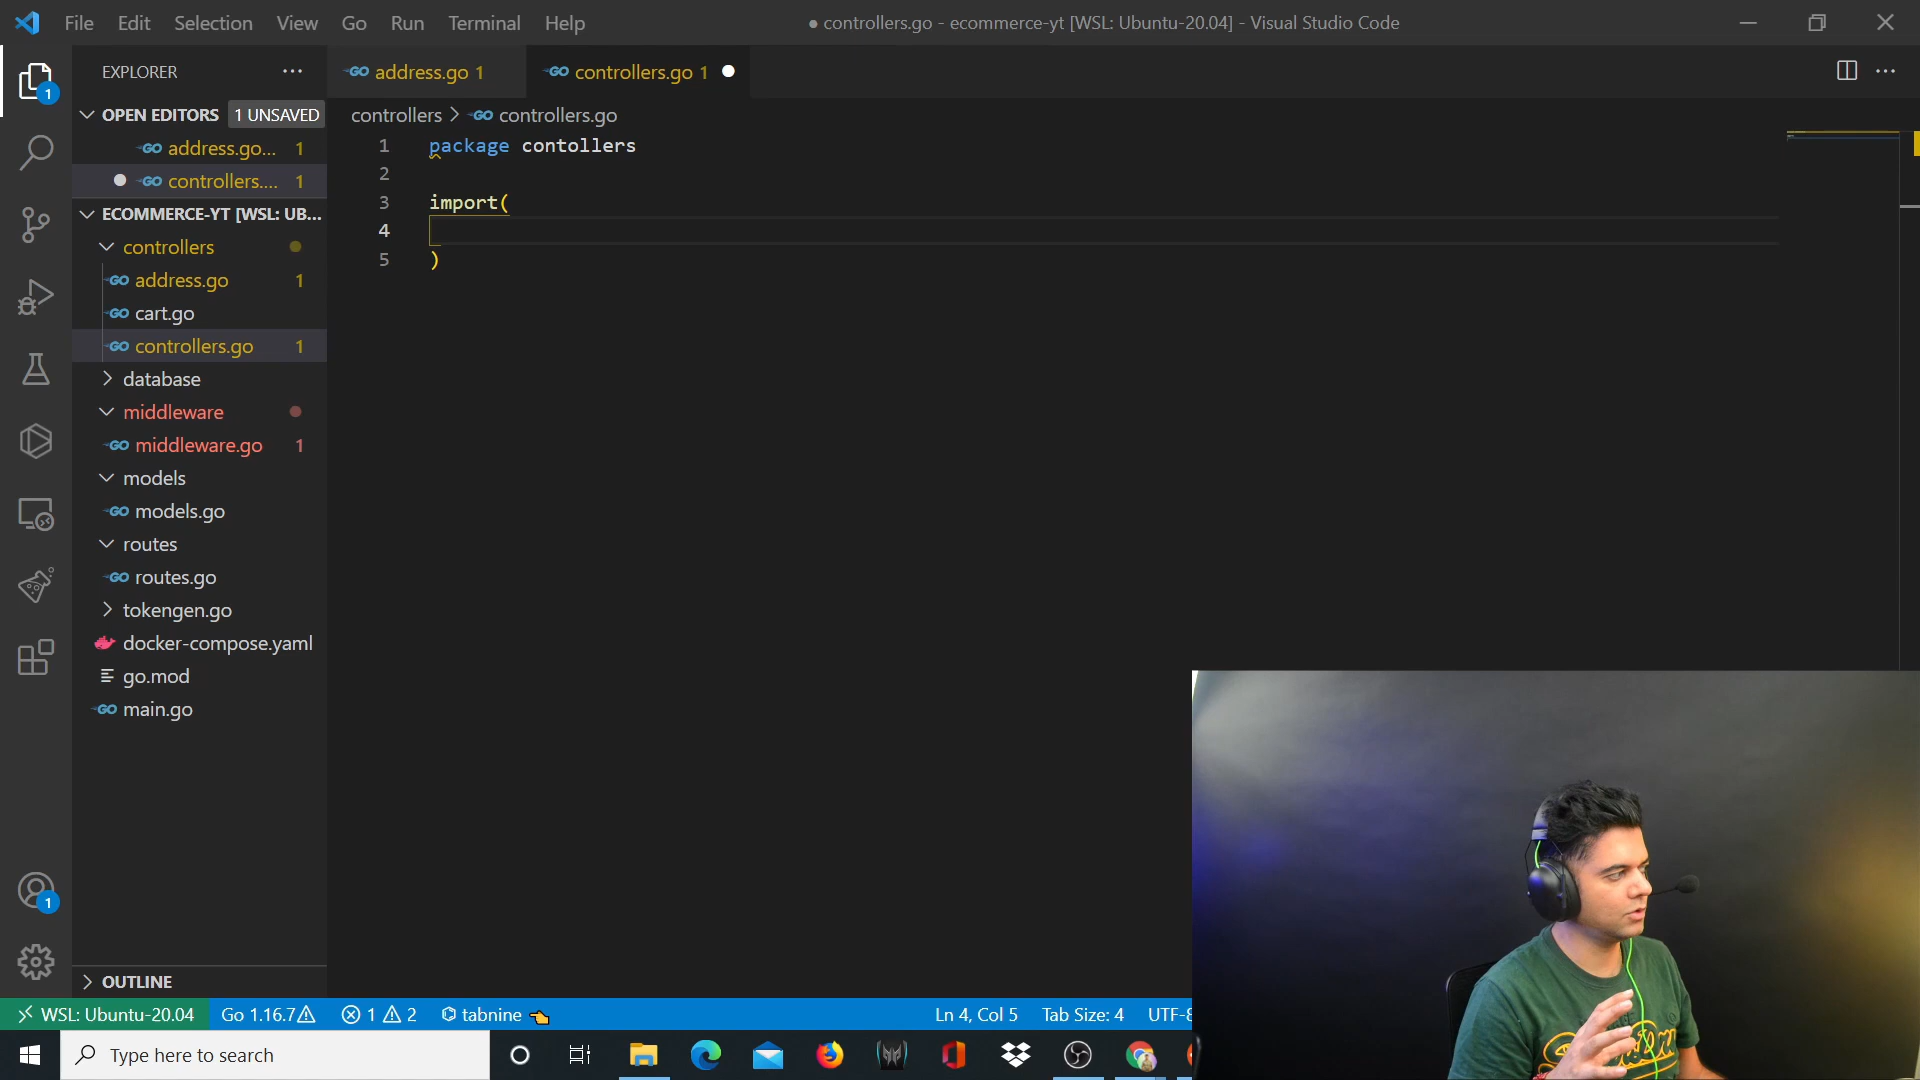 File Edit Selection View Go Run Terminal Help
● controllers.go - ecommerce-yt [WSL: Ubuntu-20.04] - Visual Studio Code
EXPLORER
address.go 1
controllers.go 1
OPEN EDITORS 1 UNSAVED
address.go... 1
controllers.... 1
ECOMMERCE-YT [WSL: UB...
controllers
address.go 1
cart.go
controllers.go 1
database
middleware
middleware.go 1
models
models.go
routes
routes.go
tokengen.go
docker-compose.yaml
go.mod
main.go
OUTLINE
controllers > controllers.go
1 package contollers
2
3 import(
4
5 )
1
1
WSL: Ubuntu-20.04 Go 1.16.7 1 2 tabnine
Ln 4, Col 5 Tab Size: 4 UTF-8
Type here to search